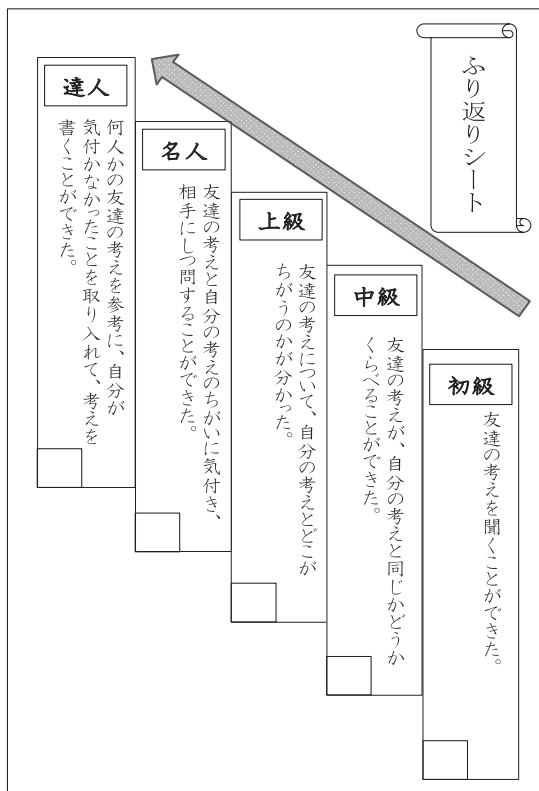 ふり返りシート
初級
友達の考えを聞くことができた。
中級
友達の考えが、自分の考えと同じかどうか
くらべることができた。
上級
友達の考えについて、自分の考えとどこが
ちがうのかが分かった。
名人
友達の考えと自分の考えのちがいに気付き、
相手にしつ問することができた。
達人
何人かの友達の考えを参考に、自分が
気付かなかったことを取り入れて、考えを
書くことができた。